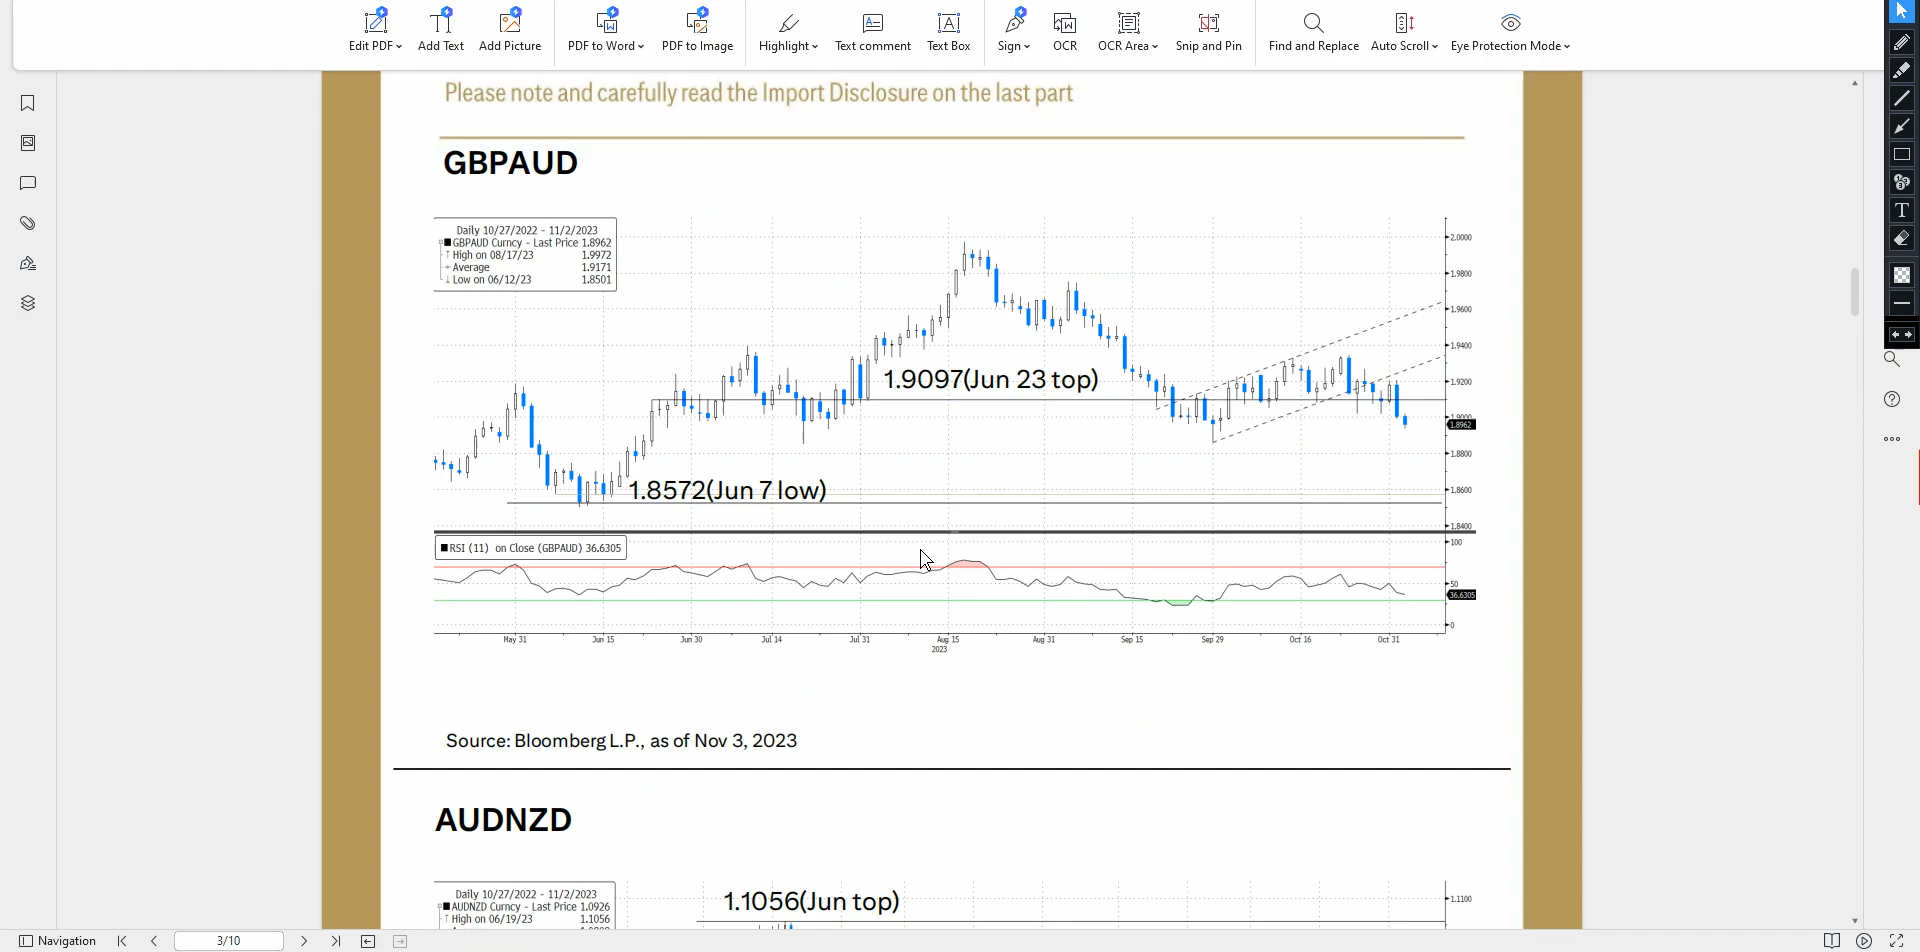 Edit PDF
Add Text
Add Picture
PDF to Word
PDF to Image
Highlight
Text comment
Text Box
Sign
OCR
OCR Area
Snip and Pin
Find and Replace
Auto Scroll
Eye Protection Mode
Please note and carefully read the Import Disclosure on the last part
GBPAUD
Daily 10/27/2022 - 11/2/2023
GBPAUD Curncy - Last Price 1.8962
High on 08/17/23 1.9972
Average 1.9171
Low on 06/12/23 1.8501
2.0000
1.9800
1.9600
1.9400
1.9200
1.9000
1.8962
1.8800
1.8600
1.8400
1.9097(Jun 23 top)
1.8572(Jun 7 low)
RSI (11) on Close (GBPAUD) 36.6305
100
50
36.6305
0
May 31 Jun 15 Jun 30 Jul 14 Jul 31 Aug 15 Aug 31 Sep 15 Sep 29 Oct 16 Oct 31
2023
Source: Bloomberg L.P., as of Nov 3, 2023
AUDNZD
Daily 10/27/2022 - 11/2/2023
AUDNZD Curncy - Last Price 1.0926
High on 06/19/23 1.1056
1.1056(Jun top)
1.1100
Navigation
3/10